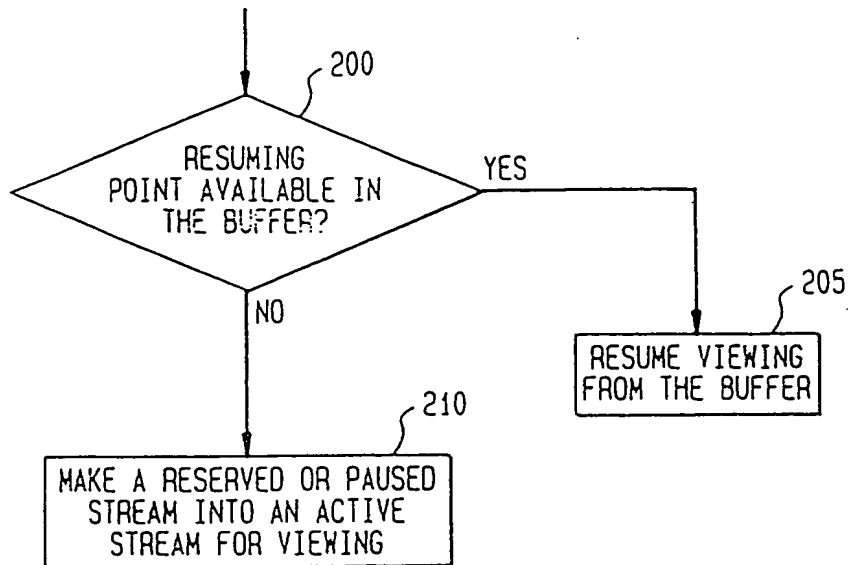 200
RESUMING
POINT AVAILABLE IN
THE BUFFER?
YES
NO
205
RESUME VIEWING
FROM THE BUFFER
210
MAKE A RESERVED OR PAUSED
STREAM INTO AN ACTIVE
STREAM FOR VIEWING